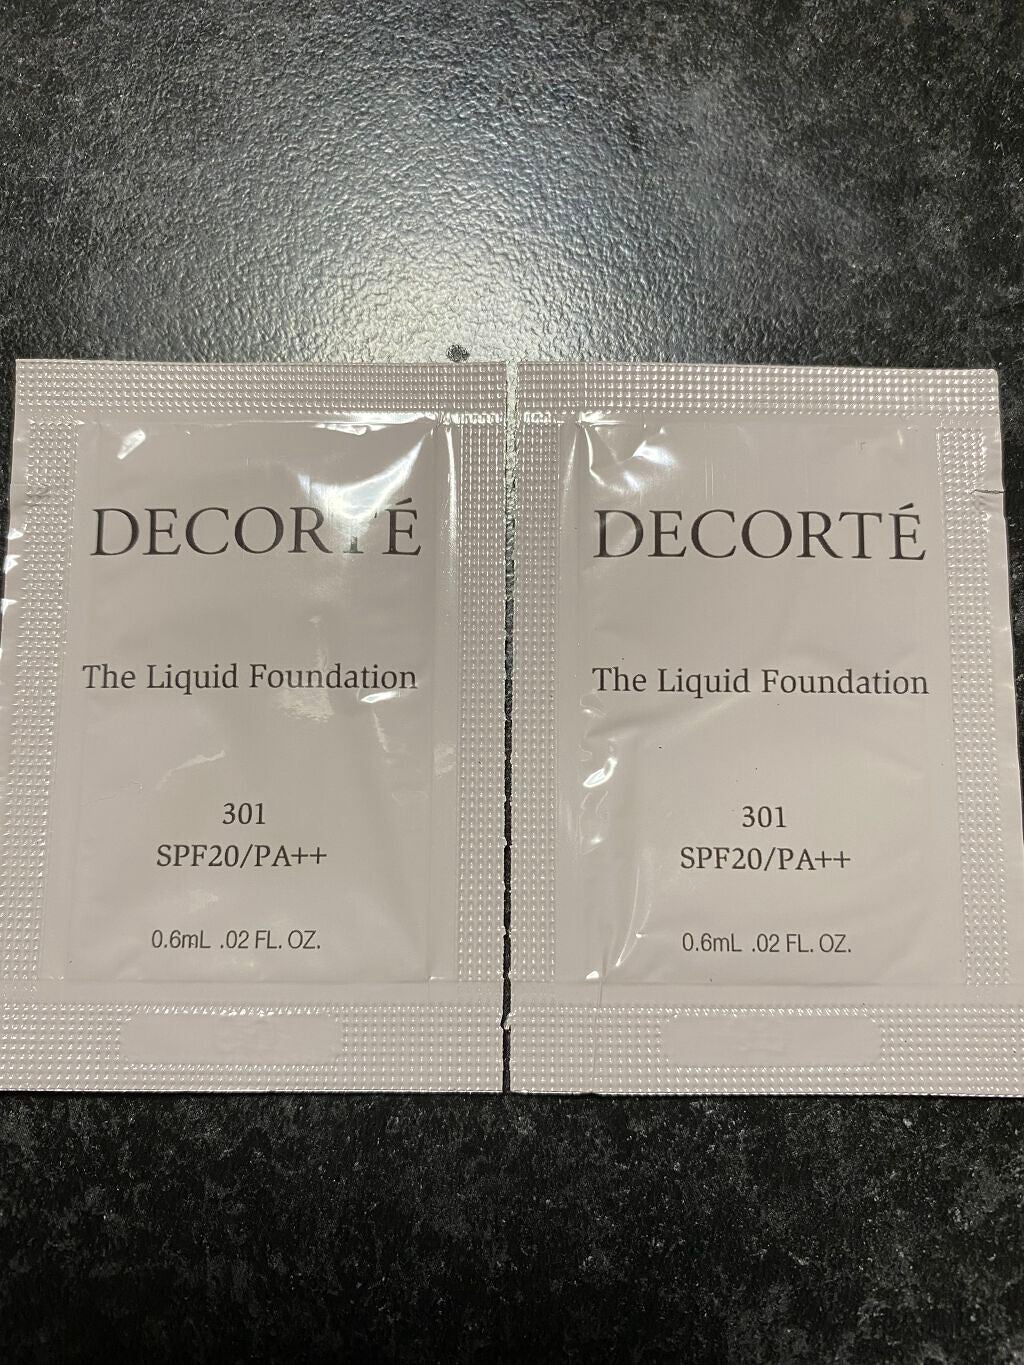 DECORTÉ
The Liquid Foundation
301
SPF20/PA++
0.6mL .02 FL. OZ.
DECORTÉ
The Liquid Foundation
301
SPF20/PA++
0.6mL .02 FL. OZ.